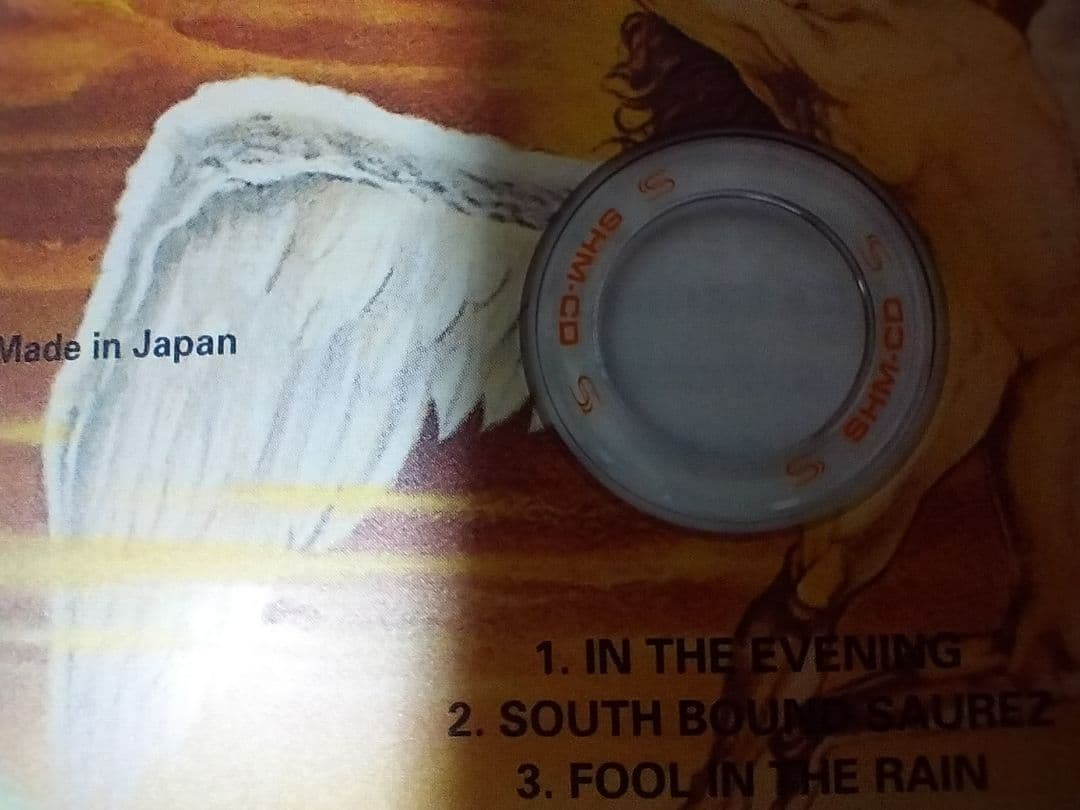 SHM-CD
SHM-CD
Made in Japan
1. IN THE EVENING
2. SOUTH BOUND SAUREZ
3. FOOL IN THE RAIN